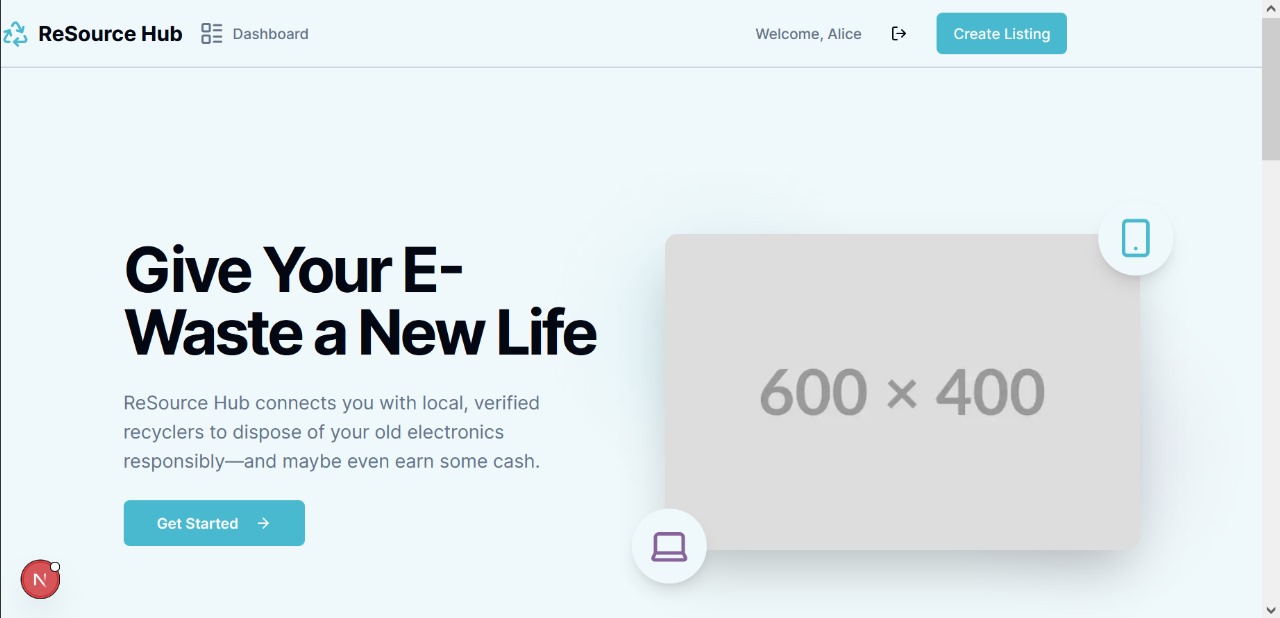 ReSource Hub
Dashboard
Welcome, Alice
Create Listing
Give Your E-
Waste a New Life
ReSource Hub connects you with local, verified
recyclers to dispose of your old electronics
responsibly—and maybe even earn some cash.
Get Started
600 × 400
N